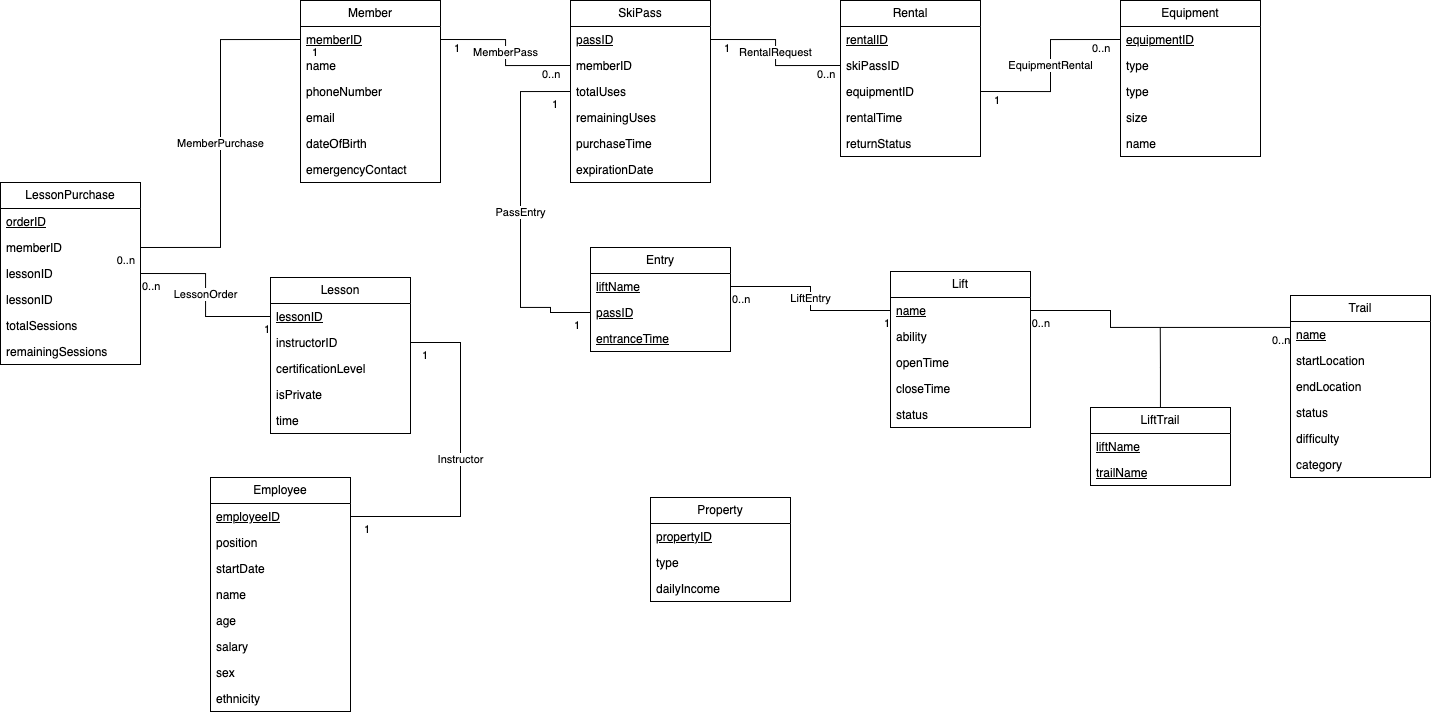 Member
memberID
1
name
phoneNumber
email
dateOfBirth
emergencyContact
1
MemberPass
0..n
SkiPass
passID
memberID
totalUses
remainingUses
purchaseTime
expirationDate
1
1
RentalRequest
0..n
Rental
rentalID
skiPassID
equipmentID
rentalTime
returnStatus
1
EquipmentRental
0..n
Equipment
equipmentID
type
type
size
name
MemberPurchase
LessonPurchase
orderID
memberID
lessonID
lessonID
totalSessions
remainingSessions
0..n
0..n
LessonOrder
1
Lesson
lessonID
instructorID
certificationLevel
isPrivate
time
1
Instructor
PassEntry
1
Entry
liftName
passID
entranceTime
0..n
LiftEntry
1
Lift
name
ability
openTime
closeTime
status
0..n
0..n
Trail
name
startLocation
endLocation
status
difficulty
category
LiftTrail
liftName
trailName
Employee
employeeID
position
startDate
name
age
salary
sex
ethnicity
1
Property
propertyID
type
dailyIncome